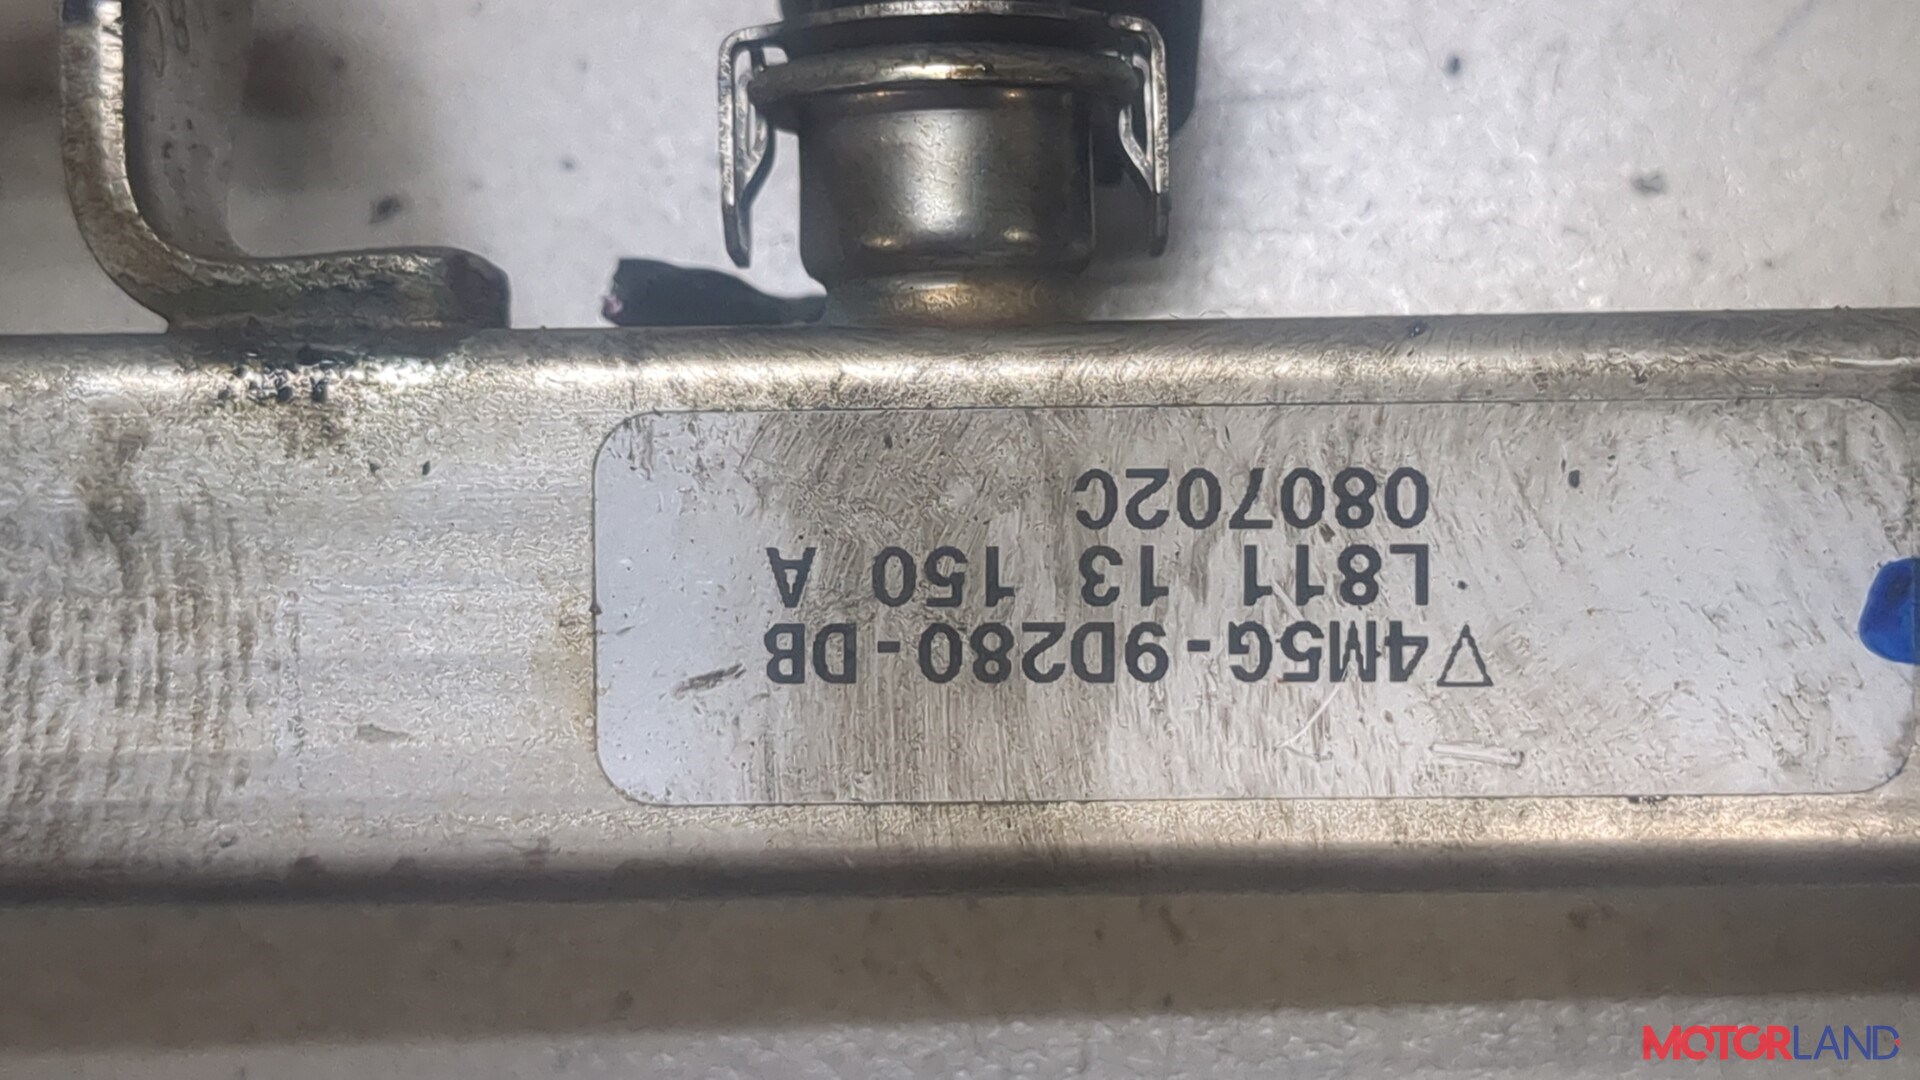 ▽4M5G-9D280-DB
L811 13 150 A
080702C
MOTORLAND